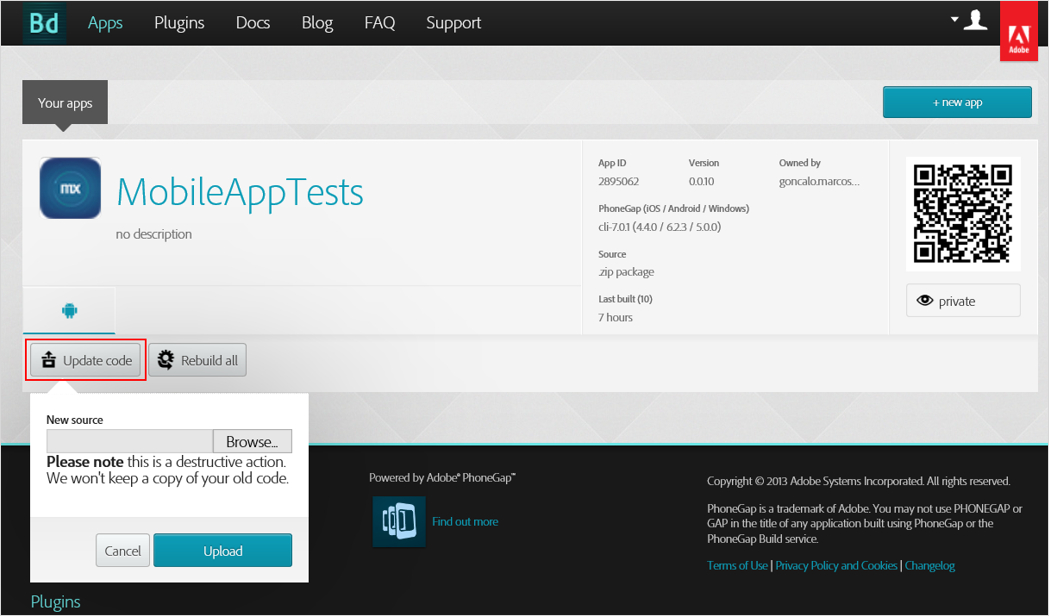 Bd Apps Plugins Docs Blog FAQ Support
Adobe
Your apps
+ new app
mx
MobileAppTests
no description
App ID Version Owned by
2895062 0.0.10 goncalo.marcos...
PhoneGap (iOS / Android / Windows)
cli-7.0.1 (4.4.0 / 6.2.3 / 5.0.0)
Source
.zip package
Last built (10)
7 hours
private
Update code Rebuild all
New source
Browse...
Please note this is a destructive action.
We won't keep a copy of your old code.
Cancel Upload
Plugins
Powered by Adobe® PhoneGap™
Find out more
Copyright © 2013 Adobe Systems Incorporated. All rights reserved.
PhoneGap is a trademark of Adobe. You may not use PHONEGAP or
GAP in the title of any application built using PhoneGap or the
PhoneGap Build service.
Terms of Use | Privacy Policy and Cookies | Changelog